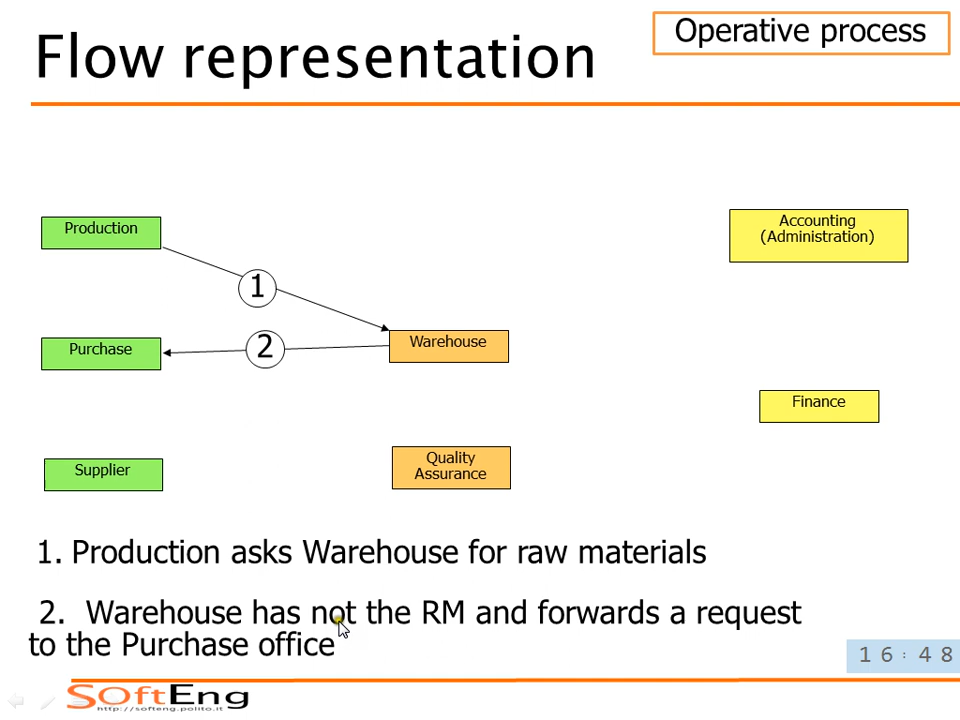 Operative process
Flow representation
Production
Accounting
(Administration)
1
Purchase
2
Warehouse
Finance
Supplier
Quality
Assurance
1. Production asks Warehouse for raw materials
2. Warehouse has not the RM and forwards a request
to the Purchase office
16:48
SOftEng
http://softeng.polito.it